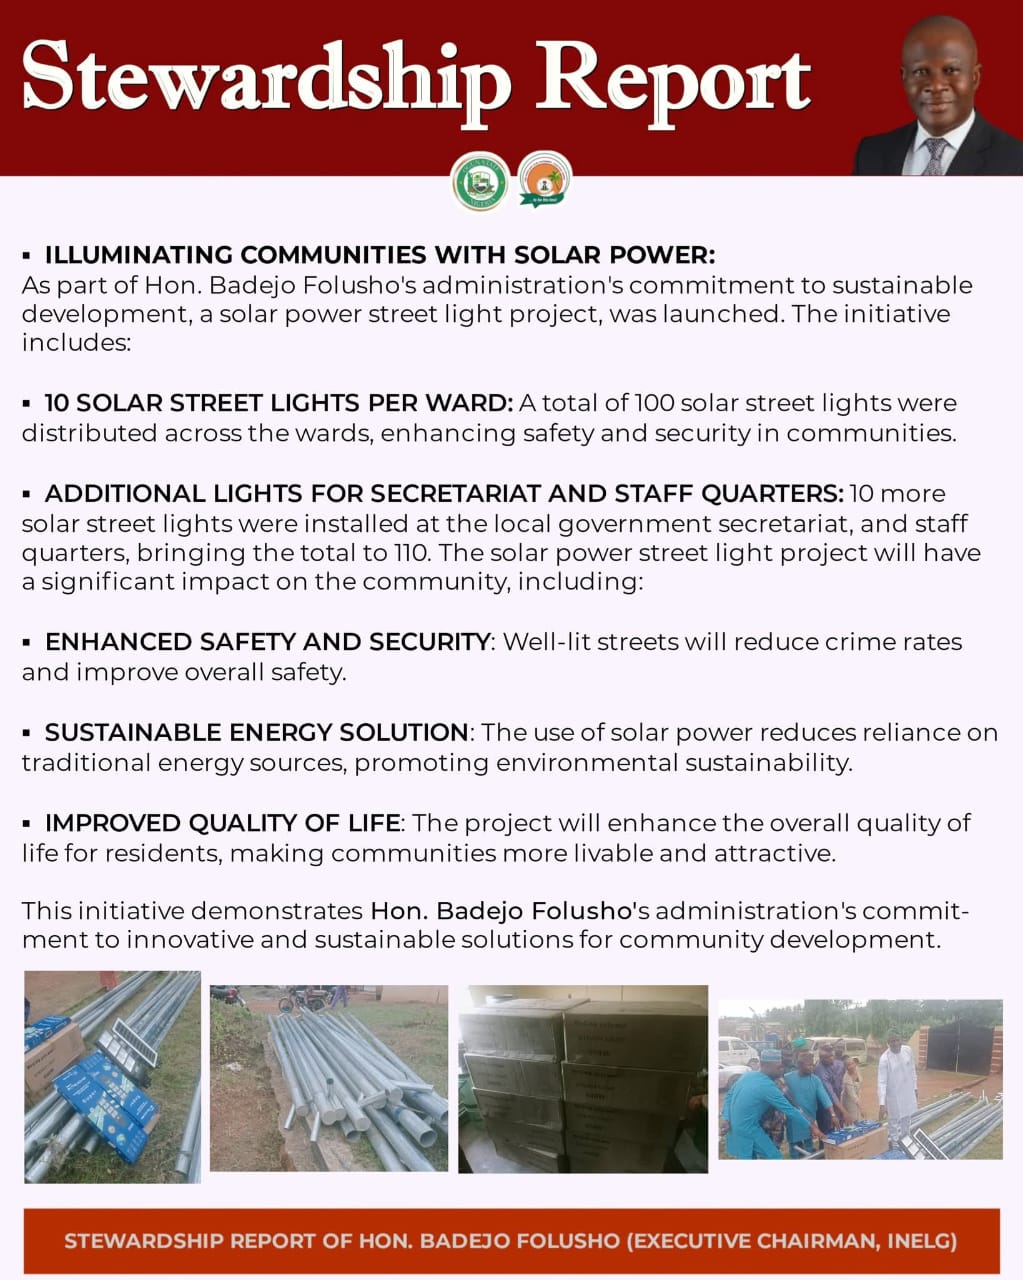 Stewardship Report
▪ ILLUMINATING COMMUNITIES WITH SOLAR POWER:
As part of Hon. Badejo Folusho's administration's commitment to sustainable
development, a solar power street light project, was launched. The initiative
includes:
▪ 10 SOLAR STREET LIGHTS PER WARD: A total of 100 solar street lights were
distributed across the wards, enhancing safety and security in communities.
▪ ADDITIONAL LIGHTS FOR SECRETARIAT AND STAFF QUARTERS: 10 more
solar street lights were installed at the local government secretariat, and staff
quarters, bringing the total to 110. The solar power street light project will have
a significant impact on the community, including:
▪ ENHANCED SAFETY AND SECURITY: Well-lit streets will reduce crime rates
and improve overall safety.
▪ SUSTAINABLE ENERGY SOLUTION: The use of solar power reduces reliance on
traditional energy sources, promoting environmental sustainability.
▪ IMPROVED QUALITY OF LIFE: The project will enhance the overall quality of
life for residents, making communities more livable and attractive.
This initiative demonstrates Hon. Badejo Folusho's administration's commit-
ment to innovative and sustainable solutions for community development.
STEWARDSHIP REPORT OF HON. BADEJO FOLUSHO (EXECUTIVE CHAIRMAN, INELG)